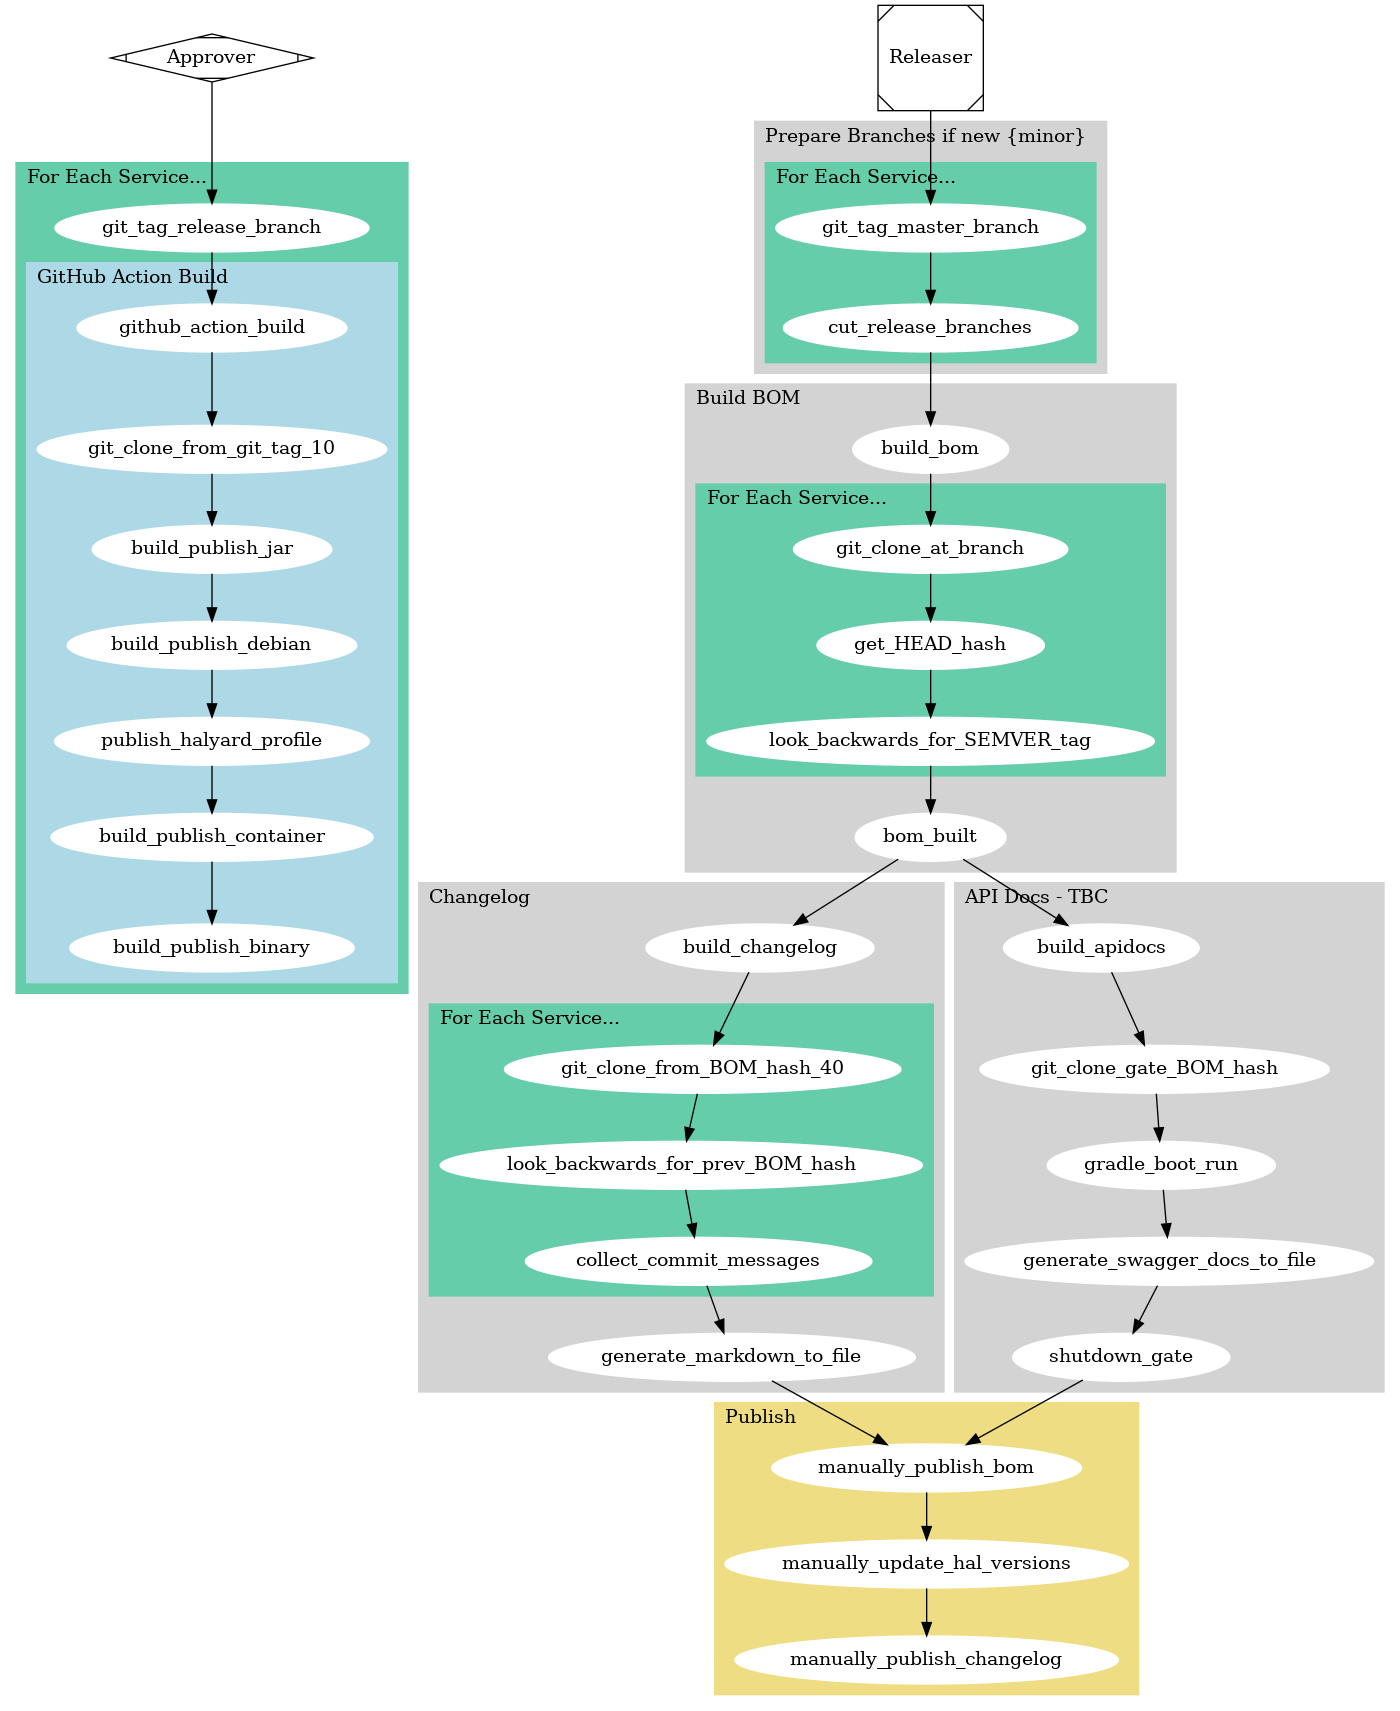 Approver
For Each Service...
git_tag_release_branch
GitHub Action Build
github_action_build
git_clone_from_git_tag_10
build_publish_jar
build_publish_debian
publish_halyard_profile
build_publish_container
build_publish_binary
Releaser
Prepare Branches if new {minor}
For Each Service...
git_tag_master_branch
cut_release_branches
Build BOM
build_bom
For Each Service...
git_clone_at_branch
get_HEAD_hash
look_backwards_for_SEMVER_tag
bom_built
Changelog
build_changelog
For Each Service...
git_clone_from_BOM_hash_40
look_backwards_for_prev_BOM_hash
collect_commit_messages
generate_markdown_to_file
API Docs - TBC
build_apidocs
git_clone_gate_BOM_hash
gradle_boot_run
generate_swagger_docs_to_file
shutdown_gate
Publish
manually_publish_bom
manually_update_hal_versions
manually_publish_changelog